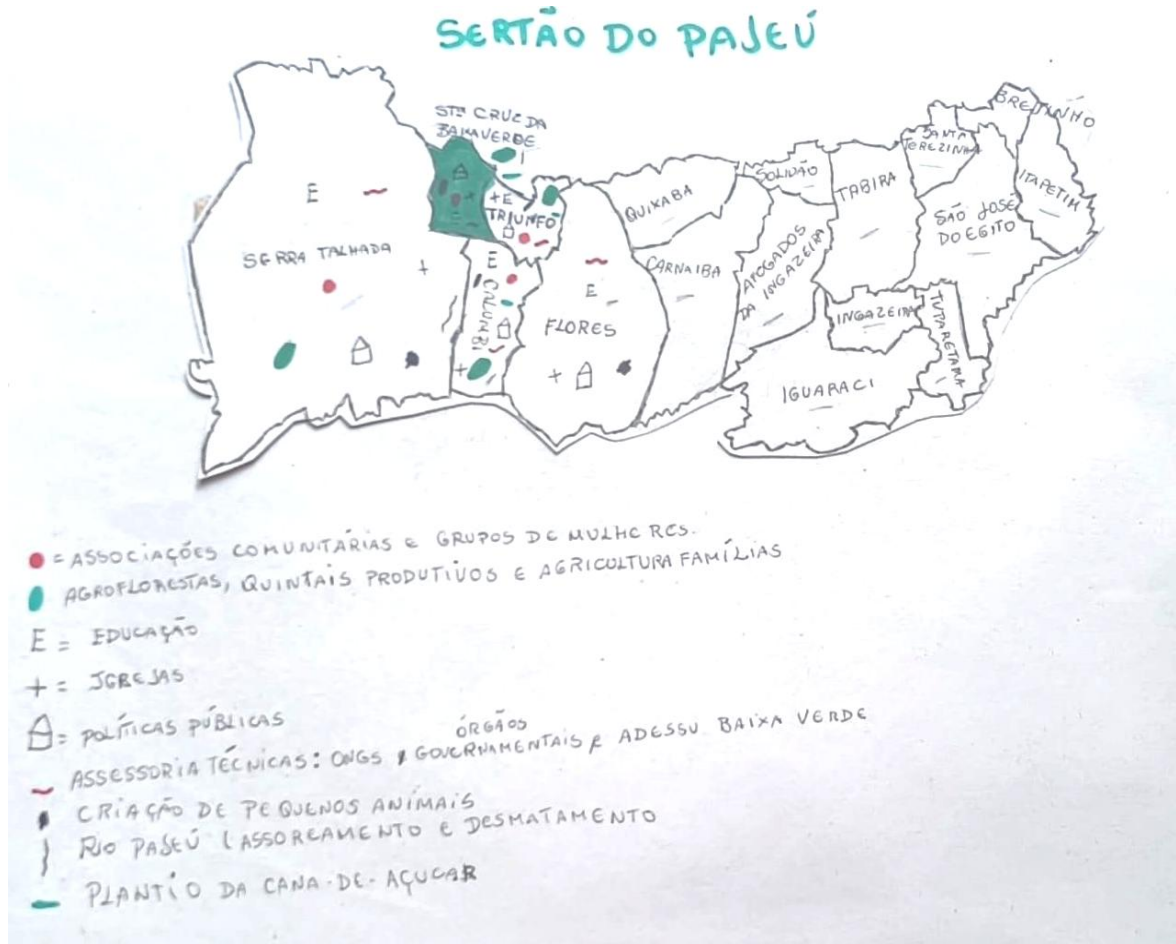 SERTÃO DO PAJEÚ
STª CRUZ DA
BAIXAVERDE
E
+E
TRIUNFO
SERRA TALHADA
+
E
CALUMBI
+
E
FLORES
+
QUIXABA
CARNAIBA
SOLIDÃO
AFOGADOS
DA INGAZEIRA
TABIRA
SANTA
TEREZINHA
BREJINHO
ITAPETIM
SÃO JOSÉ
DO EGITO
INGAZEIRA
TUPARETAMA
IGUARACI
= ASSOCIAÇÕES COMUNITÁRIAS E GRUPOS DE MULHERES.
AGROFLORESTAS, QUINTAIS PRODUTIVOS E AGRICULTURA FAMÍLIAS
E = EDUCAÇÃO
+ = IGREJAS
= POLÍTICAS PÚBLICAS
ÓRGÃOS
ASSESSORIA TÉCNICAS: ONGS, GOVERNAMENTAIS E ADESSU BAIXA VERDE
CRIAÇÃO DE PEQUENOS ANIMAIS
RIO PAJEÚ (ASSOREAMENTO E DESMATAMENTO
PLANTIO DA CANA-DE-AÇUCAR